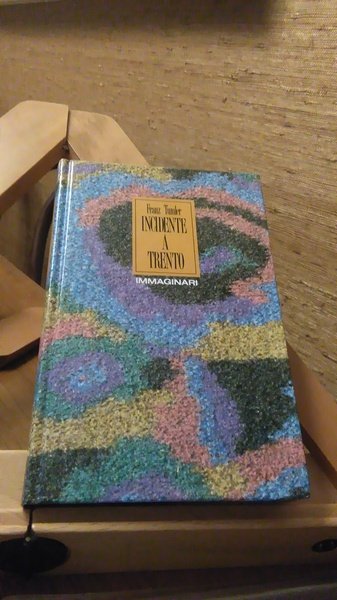 Franz Tumler
INCIDENTE
A
TRENTO
IMMAGINARI